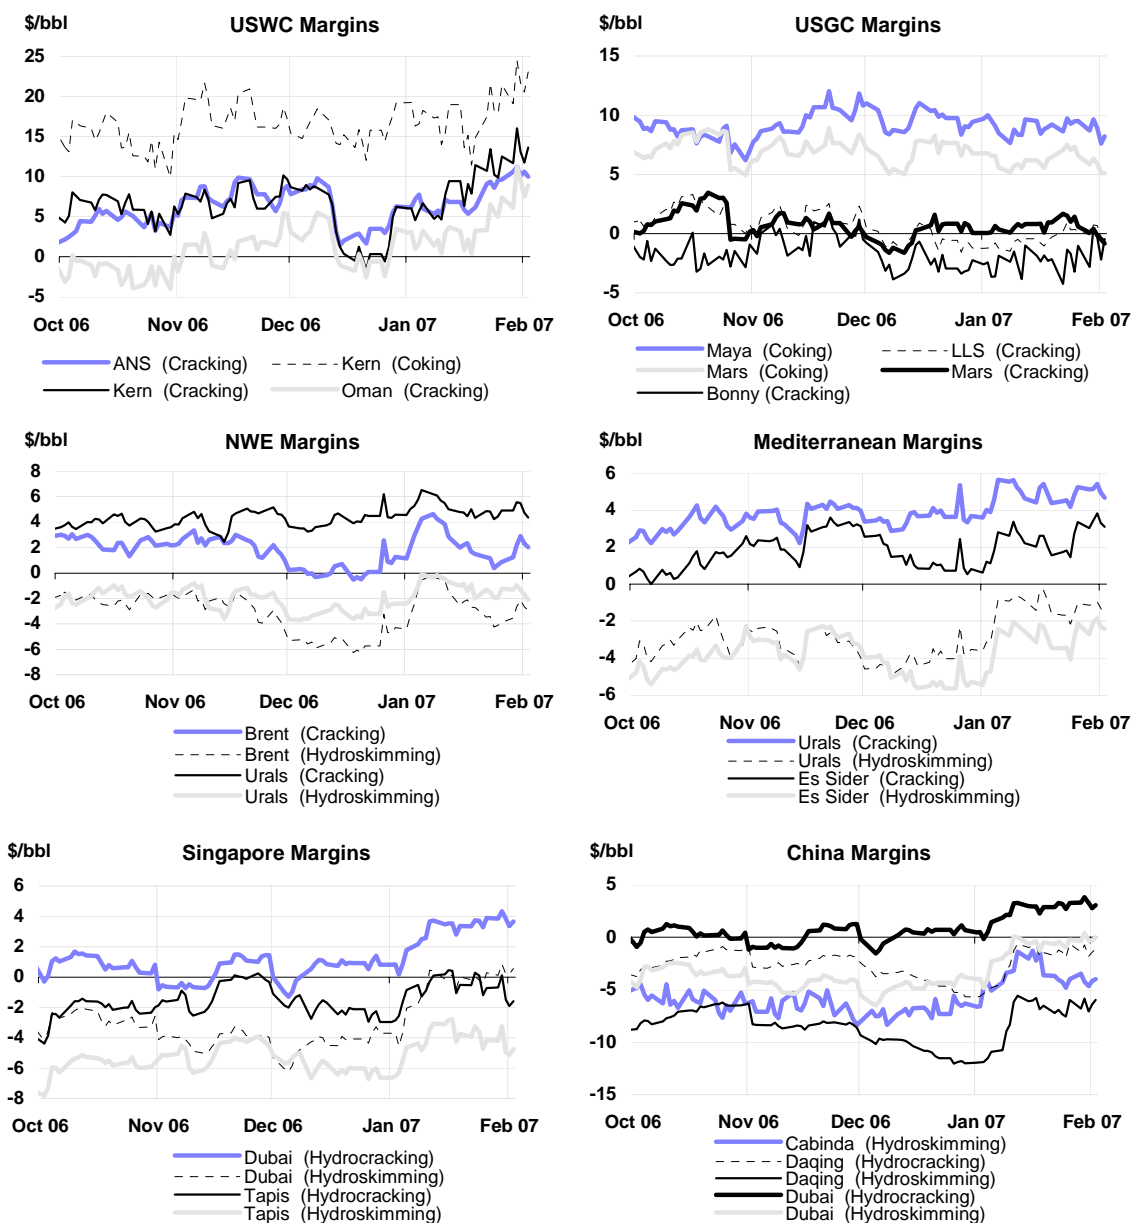 $/bbl USWC Margins
25
20
15
10
5
0
-5
Oct 06 Nov 06 Dec 06 Jan 07 Feb 07
ANS (Cracking) Kern (Coking)
Kern (Cracking) Oman (Cracking)
$/bbl USGC Margins
15
10
5
0
-5
Oct 06 Nov 06 Dec 06 Jan 07 Feb 07
Maya (Coking) LLS (Cracking)
Mars (Coking) Mars (Cracking)
Bonny (Cracking)
$/bbl NWE Margins
8
6
4
2
0
-2
-4
-6
-8
Oct 06 Nov 06 Dec 06 Jan 07 Feb 07
Brent (Cracking)
Brent (Hydroskimming)
Urals (Cracking)
Urals (Hydroskimming)
$/bbl Mediterranean Margins
6
4
2
0
-2
-4
-6
Oct 06 Nov 06 Dec 06 Jan 07 Feb 07
Urals (Cracking)
Urals (Hydroskimming)
Es Sider (Cracking)
Es Sider (Hydroskimming)
$/bbl Singapore Margins
6
4
2
0
-2
-4
-6
-8
Oct 06 Nov 06 Dec 06 Jan 07 Feb 07
Dubai (Hydrocracking)
Dubai (Hydroskimming)
Tapis (Hydrocracking)
Tapis (Hydroskimming)
$/bbl China Margins
5
0
-5
-10
-15
Oct 06 Nov 06 Dec 06 Jan 07 Feb 07
Cabinda (Hydroskimming)
Daqing (Hydrocracking)
Daqing (Hydroskimming)
Dubai (Hydrocracking)
Dubai (Hydroskimming)